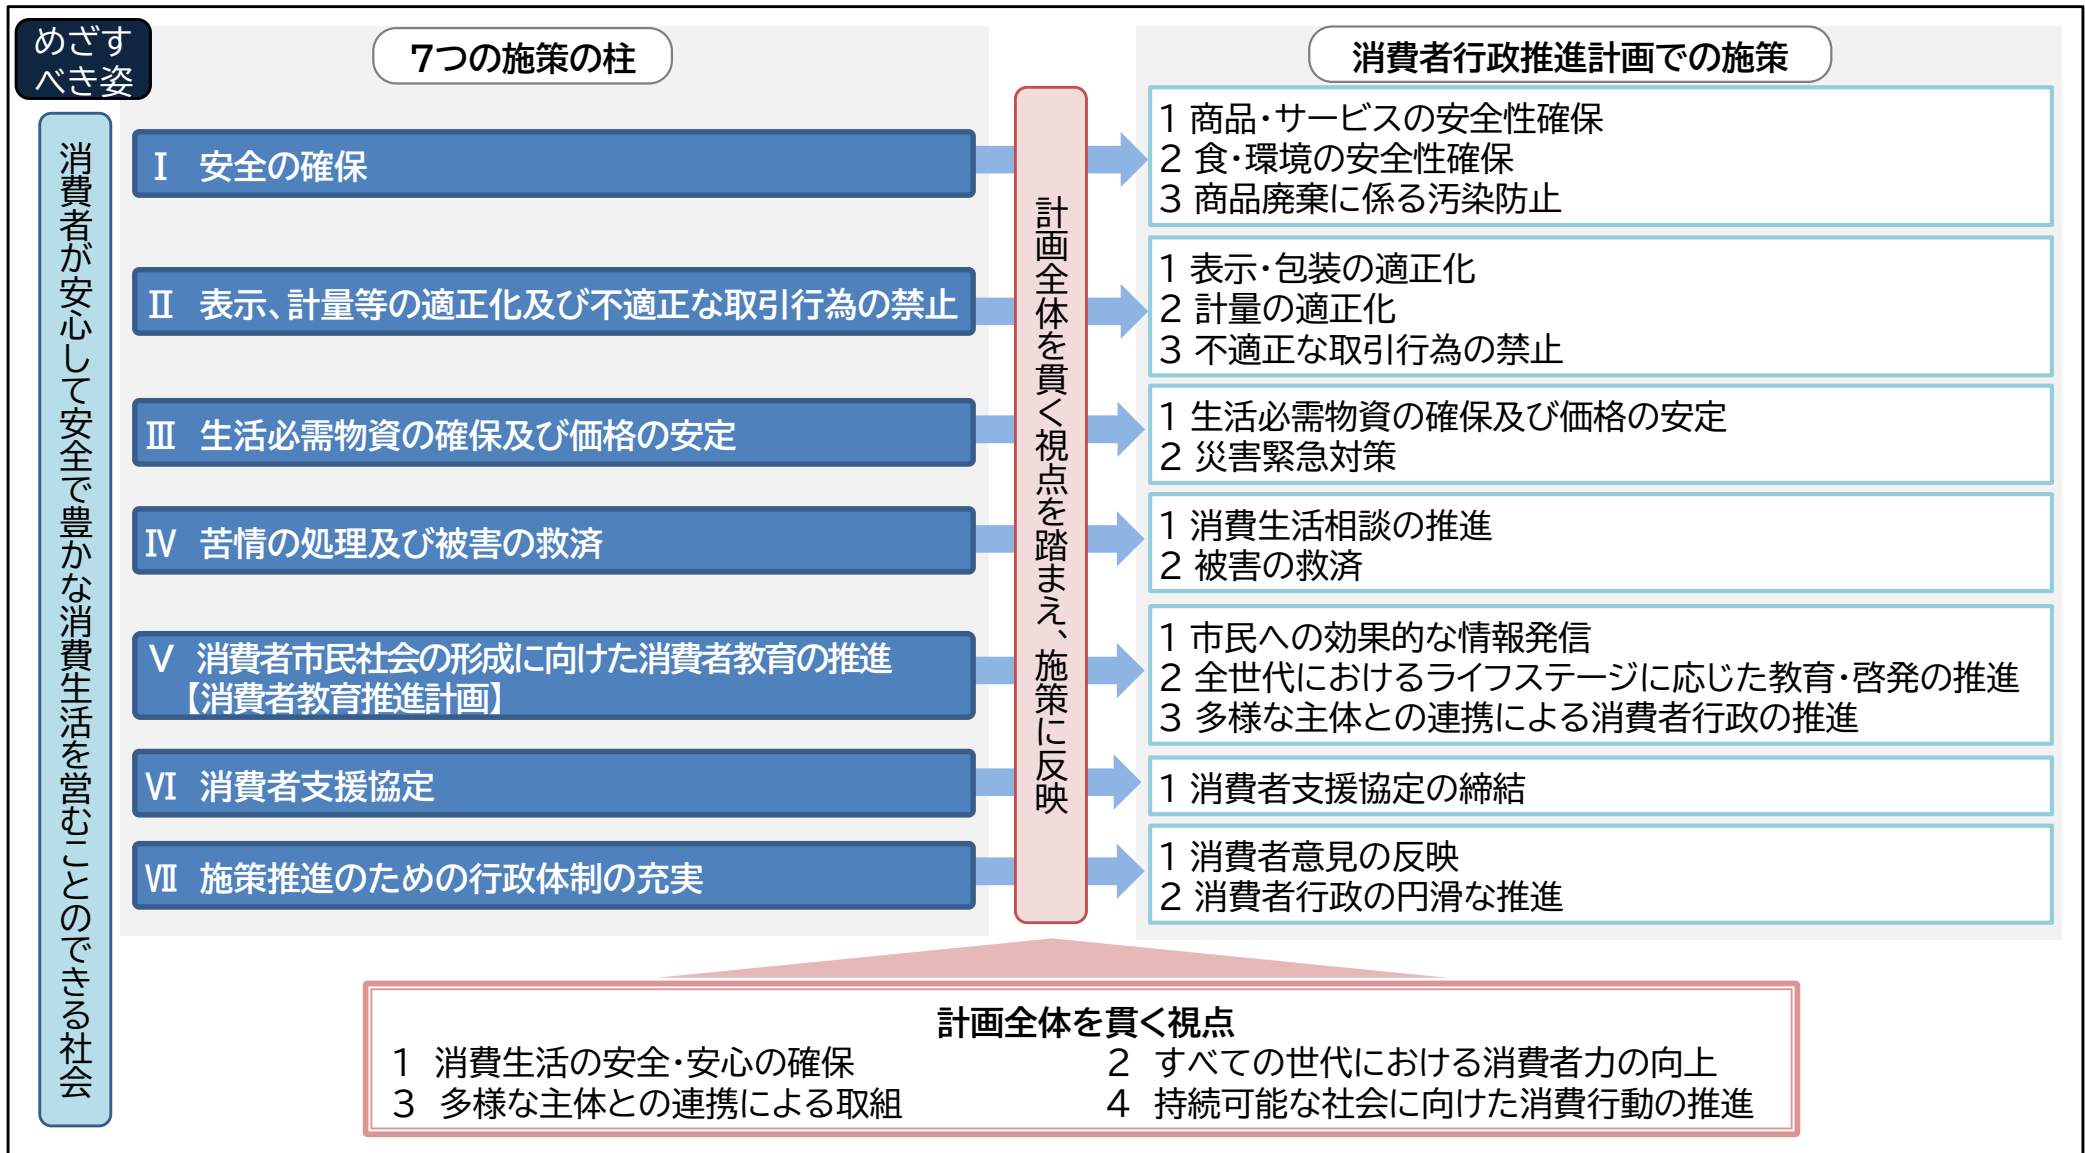 めざす
べき姿
消費者が安心して安全で豊かな消費生活を営むことのできる社会
7つの施策の柱
Ⅰ 安全の確保
Ⅱ 表示、計量等の適正化及び不適正な取引行為の禁止
Ⅲ 生活必需物資の確保及び価格の安定
Ⅳ 苦情の処理及び被害の救済
Ⅴ 消費者市民社会の形成に向けた消費者教育の推進
【消費者教育推進計画】
Ⅵ 消費者支援協定
Ⅶ 施策推進のための行政体制の充実
計画全体を貫く視点を踏まえ、施策に反映
消費者行政推進計画での施策
1 商品・サービスの安全性確保
2 食・環境の安全性確保
3 商品廃棄に係る汚染防止
1 表示・包装の適正化
2 計量の適正化
3 不適正な取引行為の禁止
1 生活必需物資の確保及び価格の安定
2 災害緊急対策
1 消費生活相談の推進
2 被害の救済
1 市民への効果的な情報発信
2 全世代におけるライフステージに応じた教育・啓発の推進
3 多様な主体との連携による消費者行政の推進
1 消費者支援協定の締結
1 消費者意見の反映
2 消費者行政の円滑な推進
計画全体を貫く視点
1 消費生活の安全・安心の確保
2 すべての世代における消費者力の向上
3 多様な主体との連携による取組
4 持続可能な社会に向けた消費行動の推進